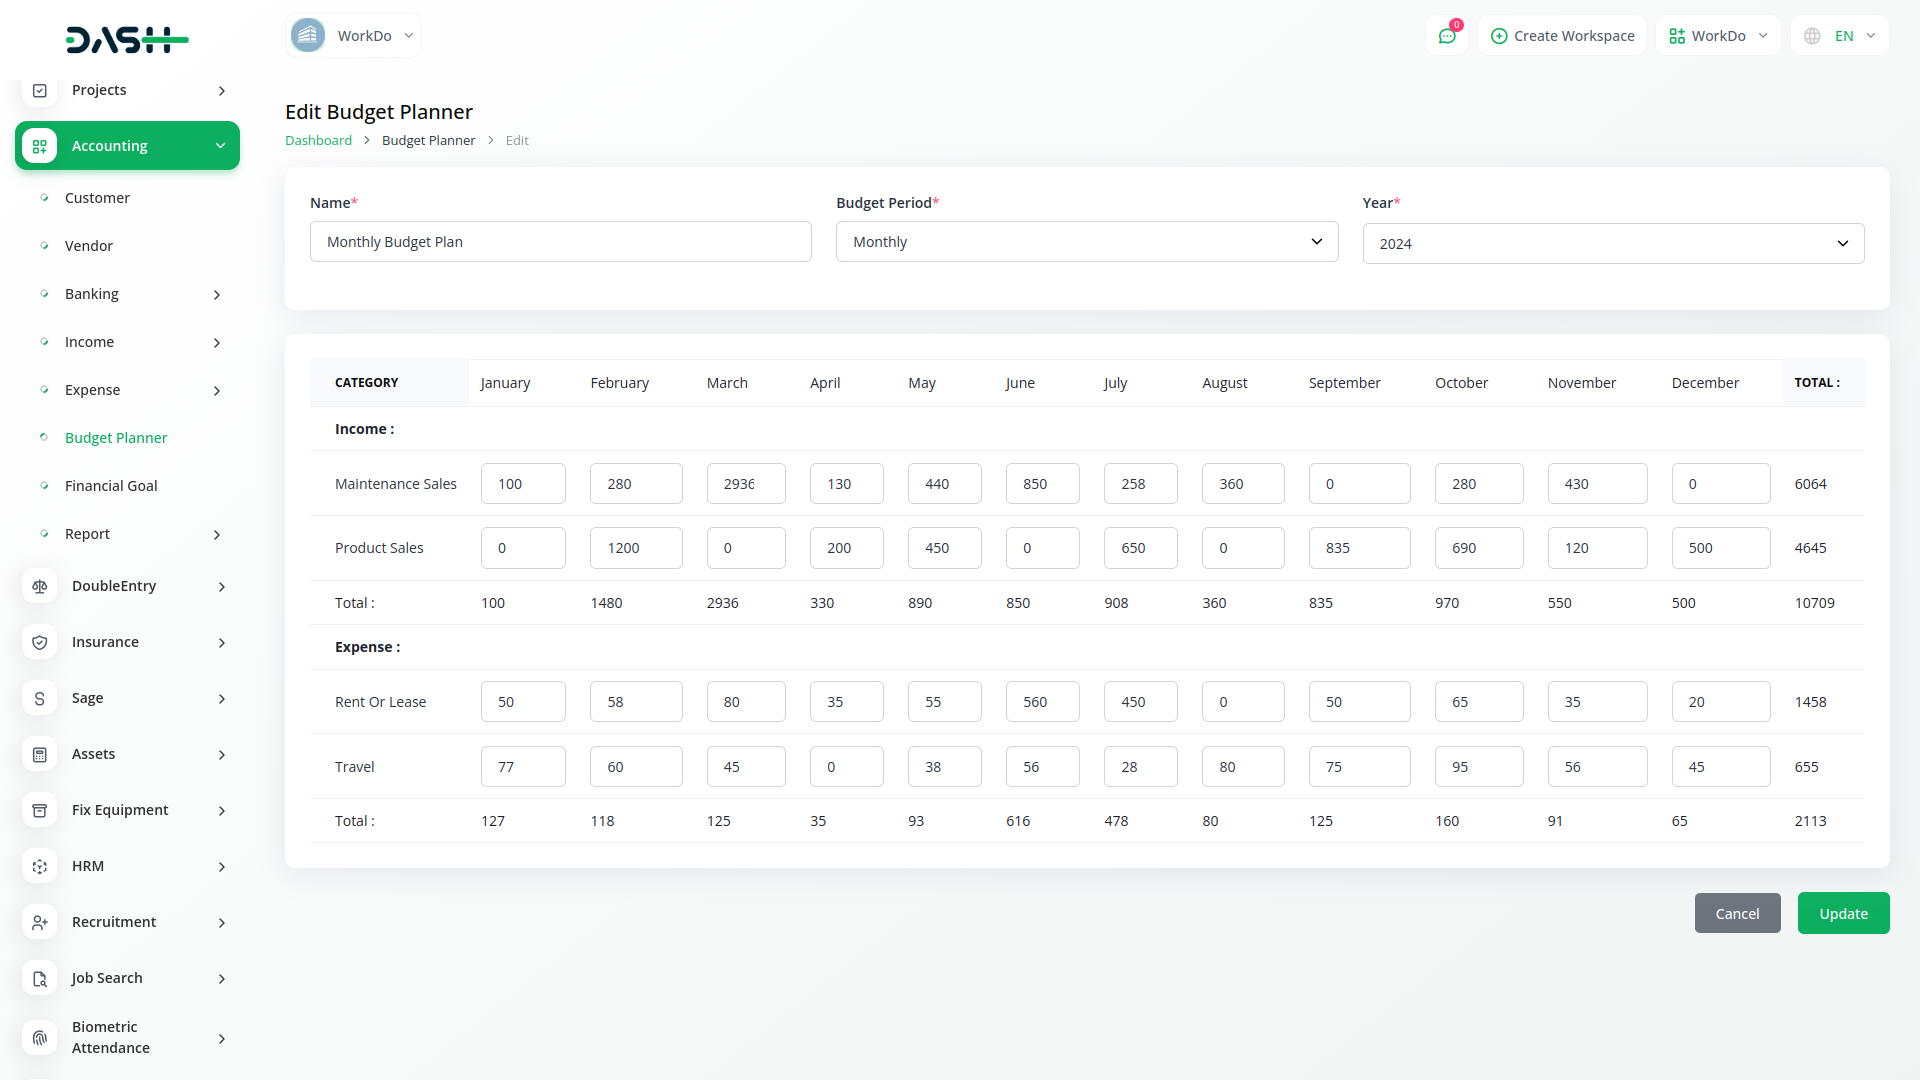 DASH
WorkDo
0
Create Workspace
WorkDo
EN
Projects
Accounting
Customer
Vendor
Banking
Income
Expense
Budget Planner
Financial Goal
Report
DoubleEntry
Insurance
S Sage
Assets
Fix Equipment
HRM
Recruitment
Job Search
Biometric
Attendance
Edit Budget Planner
Dashboard > Budget Planner > Edit
Name* Budget Period* Year*
Monthly Budget Plan Monthly 2024
CATEGORY January February March April May June July August September October November December TOTAL :
Income :
Maintenance Sales 100 280 2936 130 440 850 258 360 0 280 430 0 6064
Product Sales 0 1200 0 200 450 0 650 0 835 690 120 500 4645
Total : 100 1480 2936 330 890 850 908 360 835 970 550 500 10709
Expense :
Rent Or Lease 50 58 80 35 55 560 450 0 50 65 35 20 1458
Travel 77 60 45 0 38 56 28 80 75 95 56 45 655
Total : 127 118 125 35 93 616 478 80 125 160 91 65 2113
Cancel Update